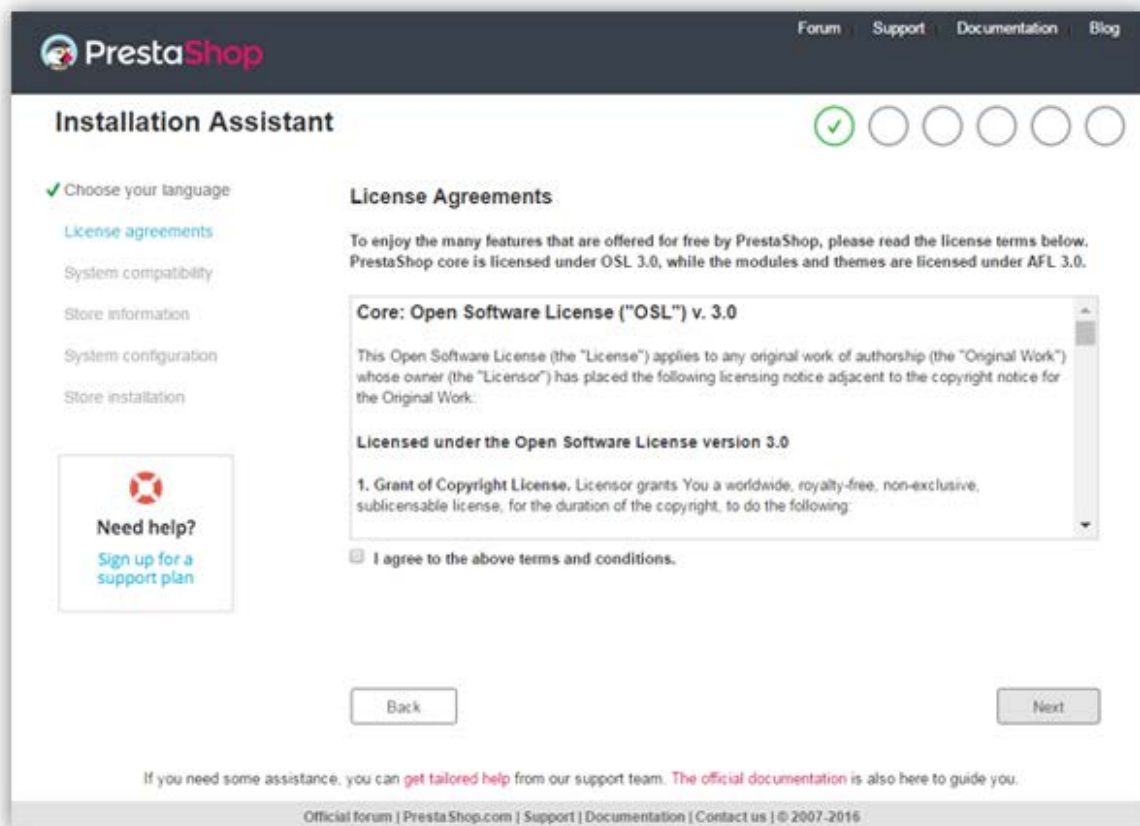 PrestaShop
Forum Support Documentation Blog
Installation Assistant
Choose your language
License agreements
System compatibility
Store information
System configuration
Store installation
Need help?
Sign up for a
support plan
License Agreements
To enjoy the many features that are offered for free by PrestaShop, please read the license terms below.
PrestaShop core is licensed under OSL 3.0, while the modules and themes are licensed under AFL 3.0.
Core: Open Software License ("OSL") v. 3.0
This Open Software License (the "License") applies to any original work of authorship (the "Original Work")
whose owner (the "Licensor") has placed the following licensing notice adjacent to the copyright notice for
the Original Work:
Licensed under the Open Software License version 3.0
1. Grant of Copyright License. Licensor grants You a worldwide, royalty-free, non-exclusive,
sublicensable license, for the duration of the copyright, to do the following:
I agree to the above terms and conditions.
Back
Next
If you need some assistance, you can get tailored help from our support team. The official documentation is also here to guide you.
Official forum | PrestaShop.com | Support | Documentation | Contact us | © 2007-2016